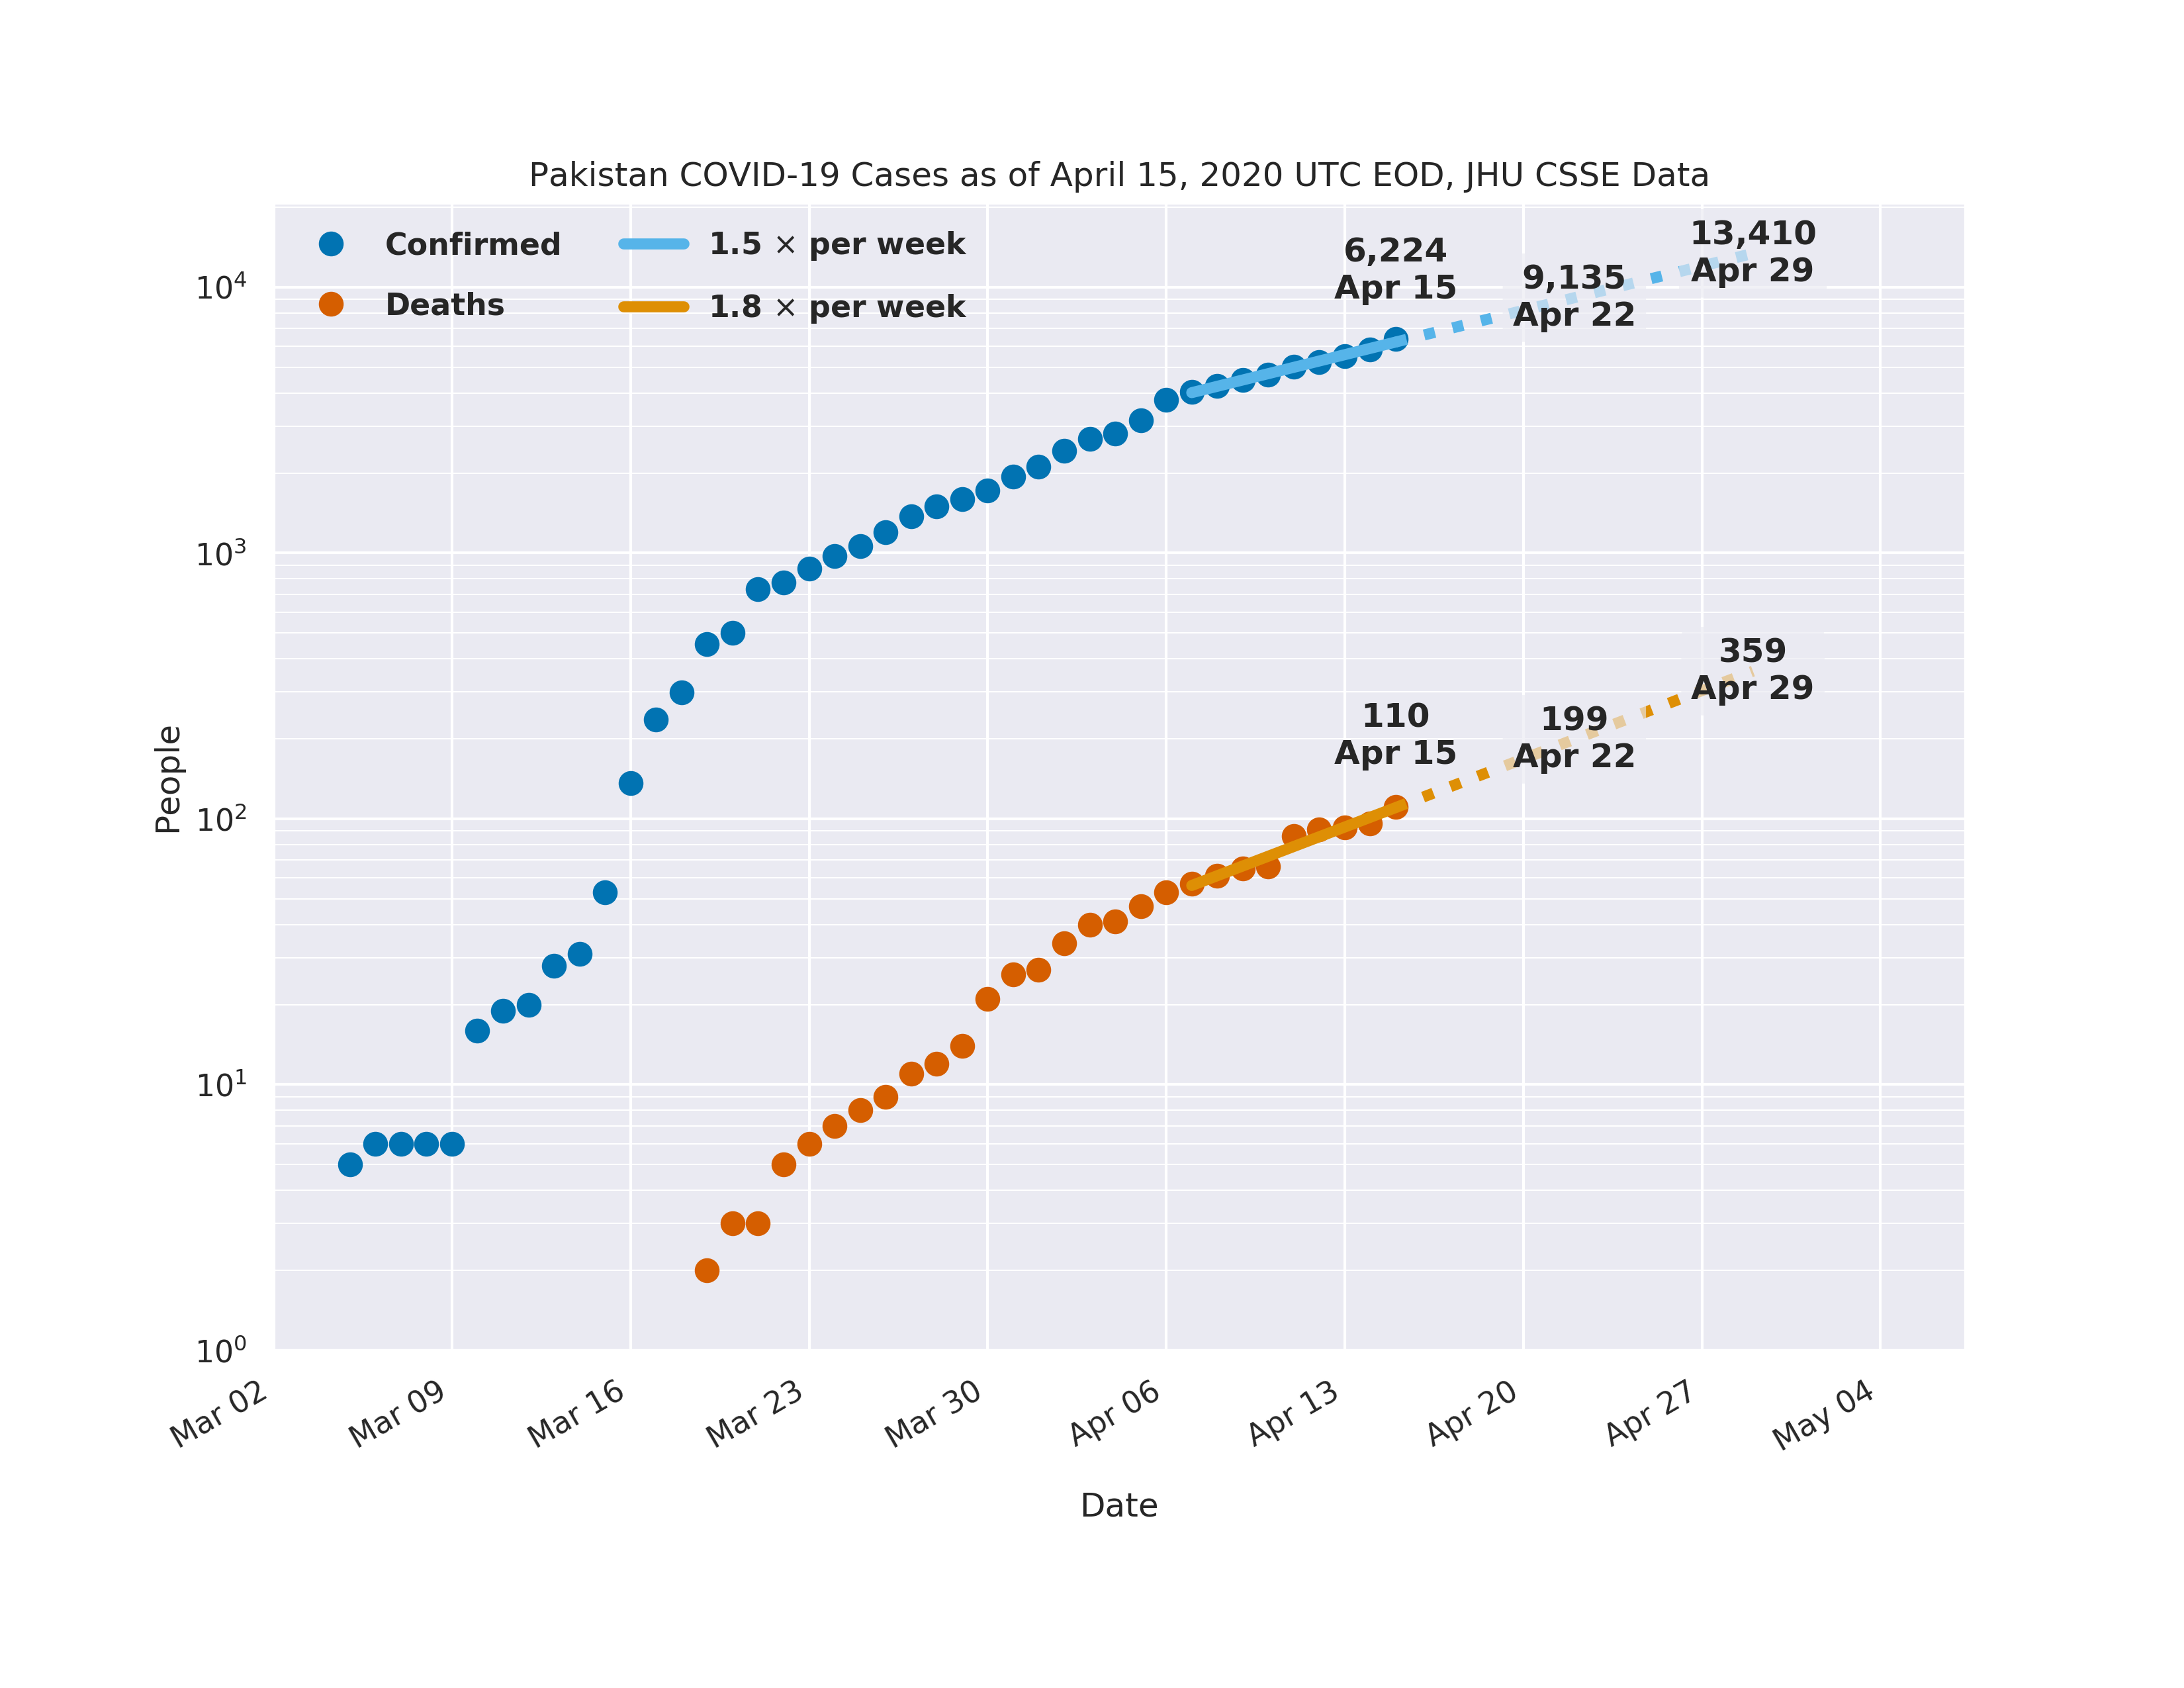 Pakistan COVID-19 Cases as of April 15, 2020 UTC EOD, JHU CSSE Data
Confirmed
Deaths
1.5 × per week
1.8 × per week
6,224
Apr 15
9,135
Apr 22
13,410
Apr 29
110
Apr 15
199
Apr 22
359
Apr 29
People
10⁴
10³
10²
10¹
10⁰
Mar 02
Mar 09
Mar 16
Mar 23
Mar 30
Apr 06
Apr 13
Apr 20
Apr 27
May 04
Date